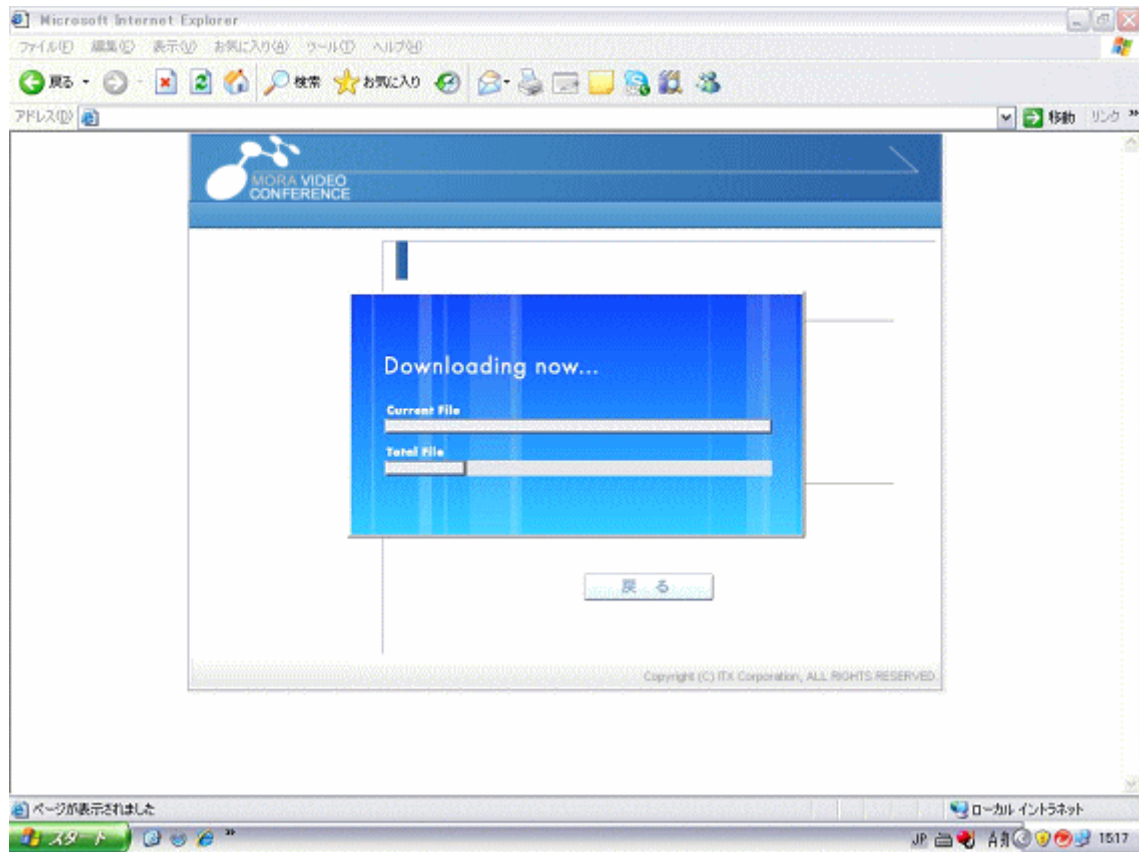 Microsoft Internet Explorer
ファイル(F) 編集(E) 表示(V) お気に入り(A) ツール(T) ヘルプ(H)
戻る 検索 お気に入り
アドレス(D) 移動 リンク »
MORA VIDEO
CONFERENCE
Downloading now...
Current File
Total File
戻 る
Copyright (C) ITX Corporation, ALL RIGHTS RESERVED.
ページが表示されました ローカル イントラネット
スタート » JP 15:17